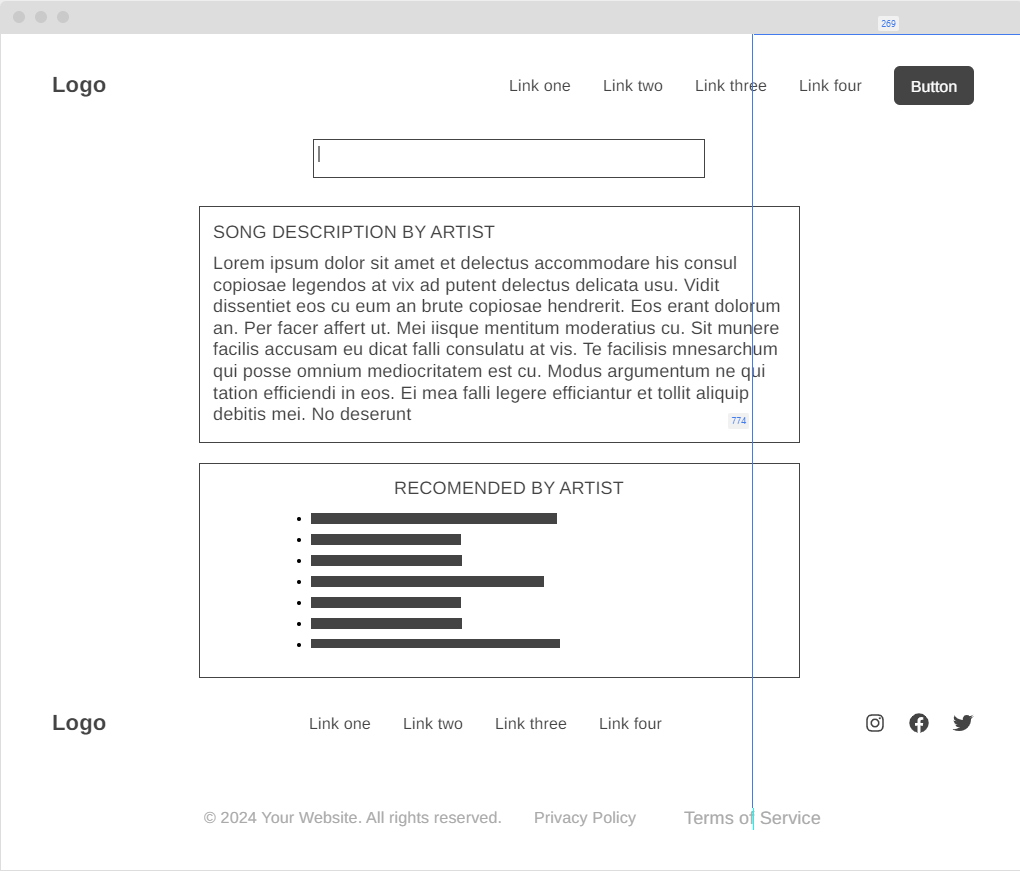 269
Logo
Link one Link two Link three Link four Button
SONG DESCRIPTION BY ARTIST
Lorem ipsum dolor sit amet et delectus accommodare his consul
copiosae legendos at vix ad putent delectus delicata usu. Vidit
dissentiet eos cu eum an brute copiosae hendrerit. Eos erant dolorum
an. Per facer affert ut. Mei iisque mentitum moderatius cu. Sit munere
facilis accusam eu dicat falli consulatu at vis. Te facilisis mnesarchum
qui posse omnium mediocritatem est cu. Modus argumentum ne qui
tation efficiendi in eos. Ei mea falli legere efficiantur et tollit aliquip
debitis mei. No deserunt
774
RECOMENDED BY ARTIST
Logo
Link one Link two Link three Link four
© 2024 Your Website. All rights reserved. Privacy Policy Terms of Service